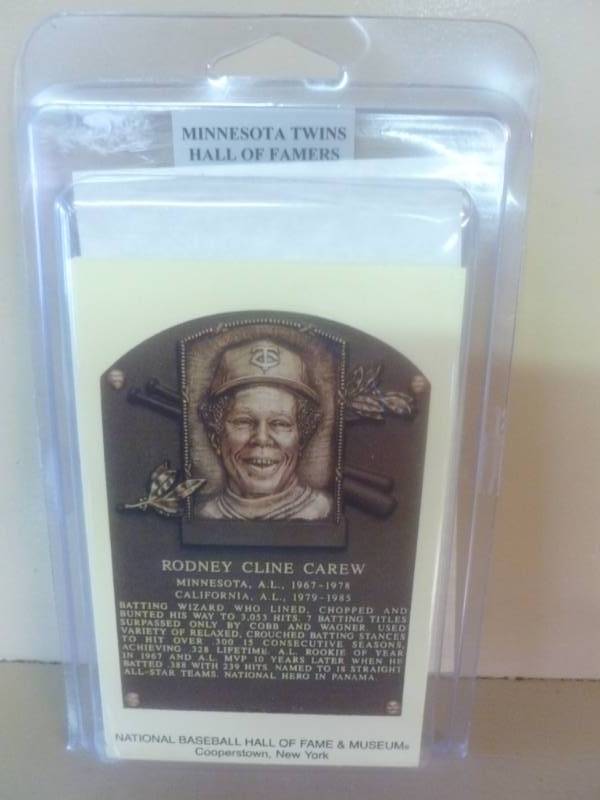 MINNESOTA TWINS
HALL OF FAMERS
TC
RODNEY CLINE CAREW
MINNESOTA, A.L., 1967-1978
CALIFORNIA, A.L., 1979-1985
BATTING WIZARD WHO LINED, CHOPPED AND
BUNTED HIS WAY TO 3,053 HITS. 7 BATTING TITLES
SURPASSED ONLY BY COBB AND WAGNER. USED
VARIETY OF RELAXED, CROUCHED BATTING STANCES
TO HIT OVER .300 15 CONSECUTIVE SEASONS,
ACHIEVING .328 LIFETIME. A.L. ROOKIE OF YEAR
IN 1967 AND A.L. MVP 10 YEARS LATER WHEN HE
BATTED .388 WITH 239 HITS. NAMED TO 18 STRAIGHT
ALL-STAR TEAMS. NATIONAL HERO IN PANAMA.
NATIONAL BASEBALL HALL OF FAME & MUSEUM®
Cooperstown, New York